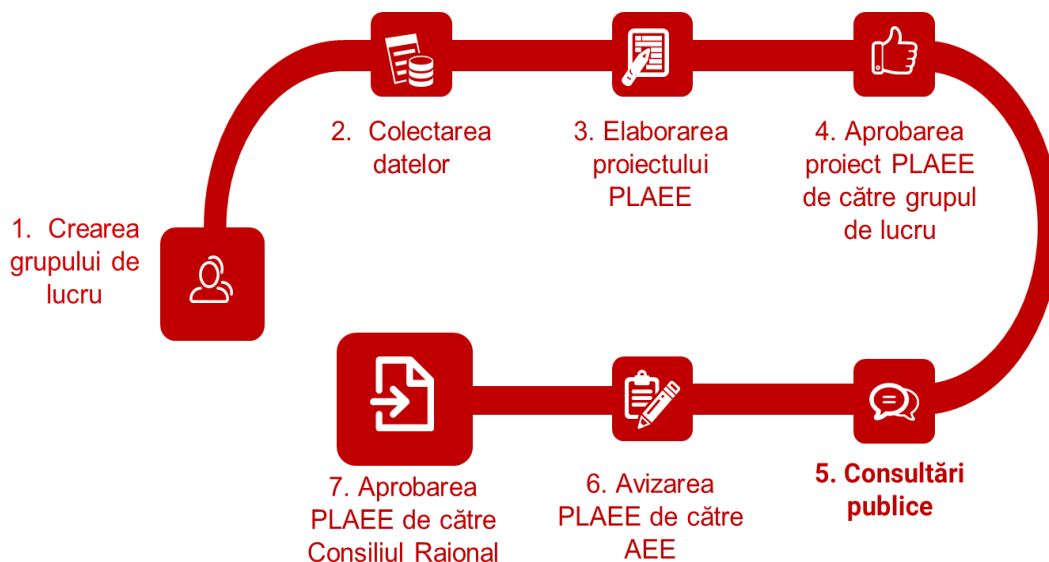 1. Crearea
grupului de
lucru
2. Colectarea
datelor
3. Elaborarea
proiectului
PLAEE
4. Aprobarea
proiect PLAEE
de către grupul
de lucru
5. Consultări
publice
6. Avizarea
PLAEE de către
AEE
7. Aprobarea
PLAEE de către
Consiliul Raional